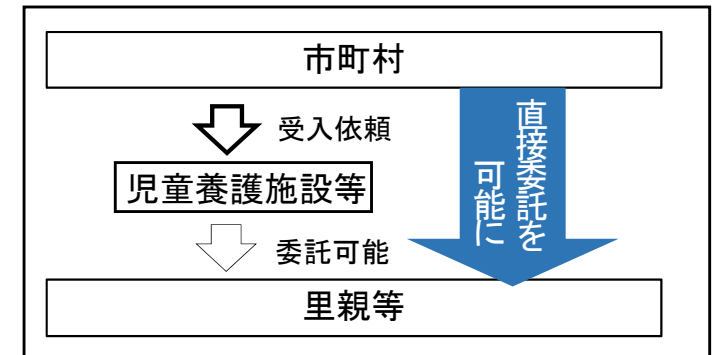 市町村
受入依頼
児童養護施設等
委託可能
直接委託を
可能に
里親等